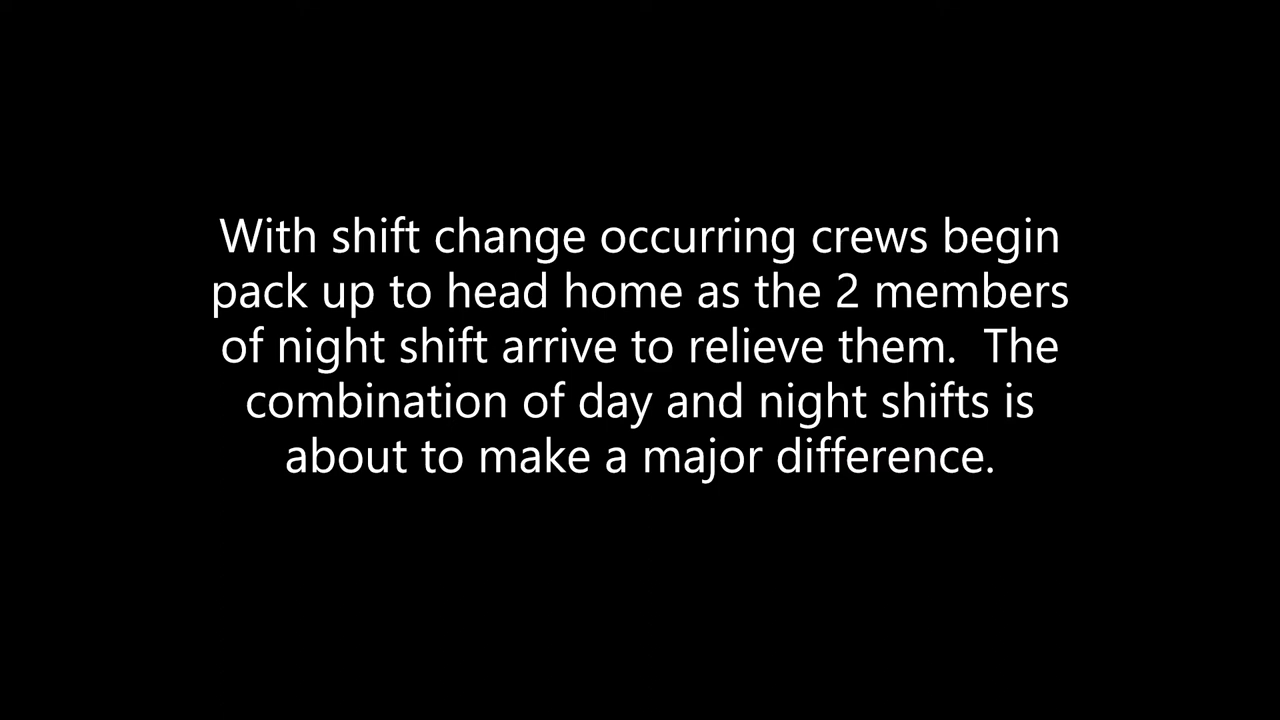 With shift change occurring crews begin
pack up to head home as the 2 members
of night shift arrive to relieve them.  The
combination of day and night shifts is
about to make a major difference.